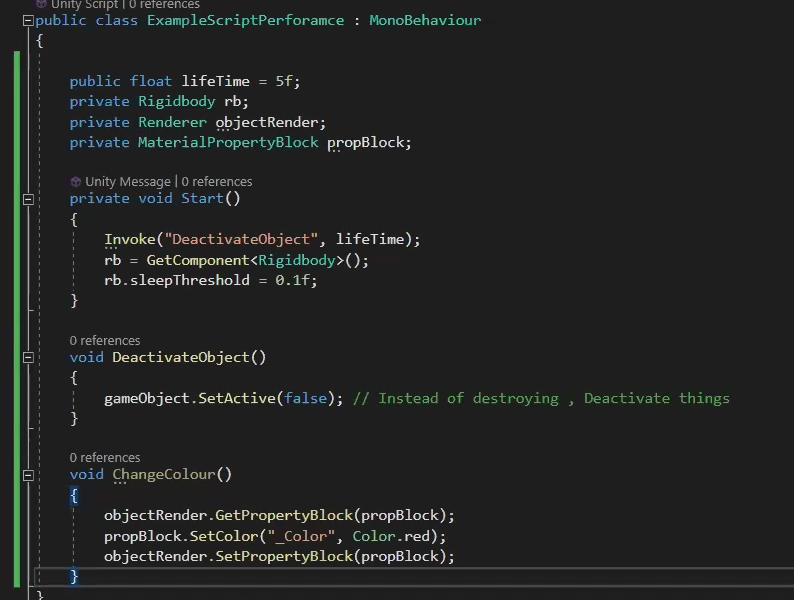 Unity Script | 0 references
public class ExampleScriptPerforamce : MonoBehaviour
{
public float lifeTime = 5f;
private Rigidbody rb;
private Renderer objectRender;
private MaterialPropertyBlock propBlock;
Unity Message | 0 references
private void Start()
{
Invoke("DeactivateObject", lifeTime);
rb = GetComponent<Rigidbody>();
rb.sleepThreshold = 0.1f;
}
0 references
void DeactivateObject()
{
gameObject.SetActive(false); // Instead of destroying , Deactivate things
}
0 references
void ChangeColour()
{
objectRender.GetPropertyBlock(propBlock);
propBlock.SetColor("_Color", Color.red);
objectRender.SetPropertyBlock(propBlock);
}
}